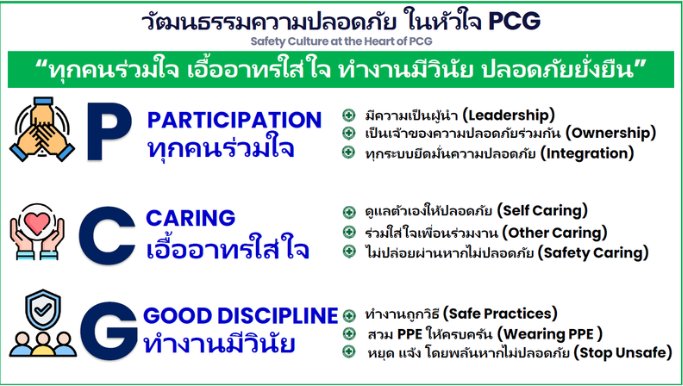 วัฒนธรรมความปลอดภัย ในหัวใจ PCG
Safety Culture at the Heart of PCG
“ทุกคนร่วมใจ เอื้ออาทรใส่ใจ ทำงานมีวินัย ปลอดภัยยั่งยืน”
P
PARTICIPATION
ทุกคนร่วมใจ
มีความเป็นผู้นำ (Leadership)
เป็นเจ้าของความปลอดภัยร่วมกัน (Ownership)
ทุกระบบยึดมั่นความปลอดภัย (Integration)
C
CARING
เอื้ออาทรใส่ใจ
ดูแลตัวเองให้ปลอดภัย (Self Caring)
ร่วมใส่ใจเพื่อนร่วมงาน (Other Caring)
ไม่ปล่อยผ่านหากไม่ปลอดภัย (Safety Caring)
G
GOOD DISCIPLINE
ทำงานมีวินัย
ทำงานถูกวิธี (Safe Practices)
สวม PPE ให้ครบครัน (Wearing PPE )
หยุด แจ้ง โดยพลันหากไม่ปลอดภัย (Stop Unsafe)